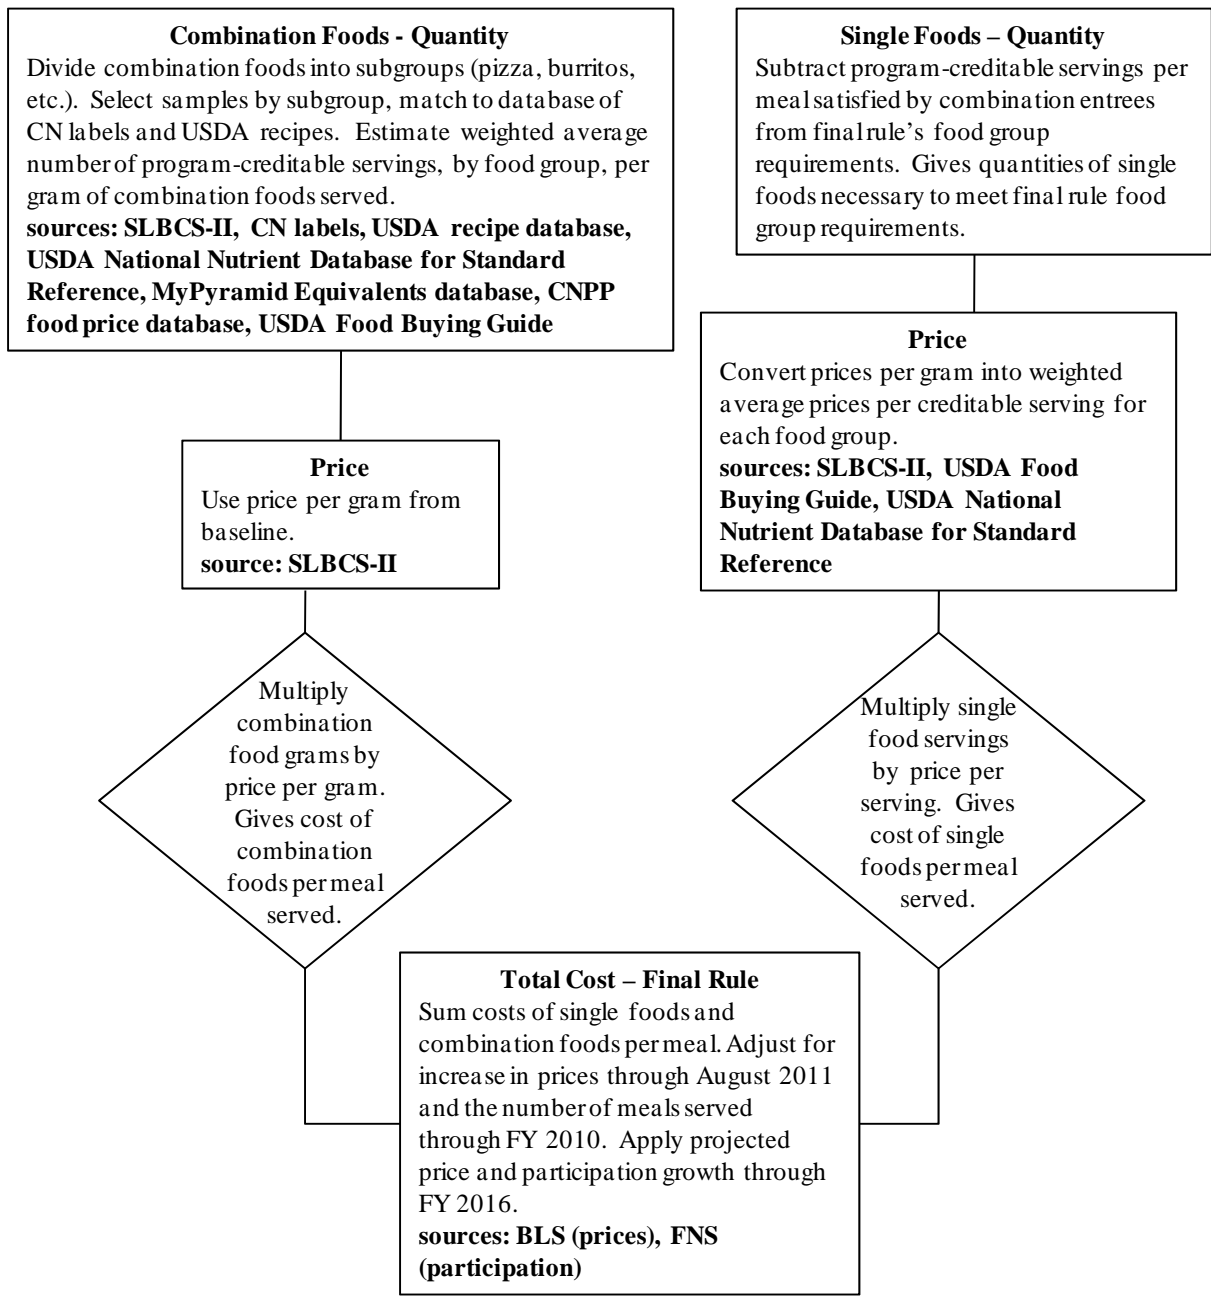 Combination Foods - Quantity
Divide combination foods into subgroups (pizza, burritos,
etc.). Select samples by subgroup, match to database of
CN labels and USDA recipes. Estimate weighted average
number of program-creditable servings, by food group, per
gram of combination foods served.
sources: SLBCS-II, CN labels, USDA recipe database,
USDA National Nutrient Database for Standard
Reference, MyPyramid Equivalents database, CNPP
food price database, USDA Food Buying Guide
Single Foods – Quantity
Subtract program-creditable servings per
meal satisfied by combination entrees
from final rule's food group
requirements. Gives quantities of single
foods necessary to meet final rule food
group requirements.
Price
Use price per gram from
baseline.
source: SLBCS-II
Price
Convert prices per gram into weighted
average prices per creditable serving for
each food group.
sources: SLBCS-II, USDA Food
Buying Guide, USDA National
Nutrient Database for Standard
Reference
Multiply
combination
food grams by
price per gram.
Gives cost of
combination
foods per meal
served.
Multiply single
food servings
by price per
serving. Gives
cost of single
foods per meal
served.
Total Cost – Final Rule
Sum costs of single foods and
combination foods per meal. Adjust for
increase in prices through August 2011
and the number of meals served
through FY 2010. Apply projected
price and participation growth through
FY 2016.
sources: BLS (prices), FNS
(participation)